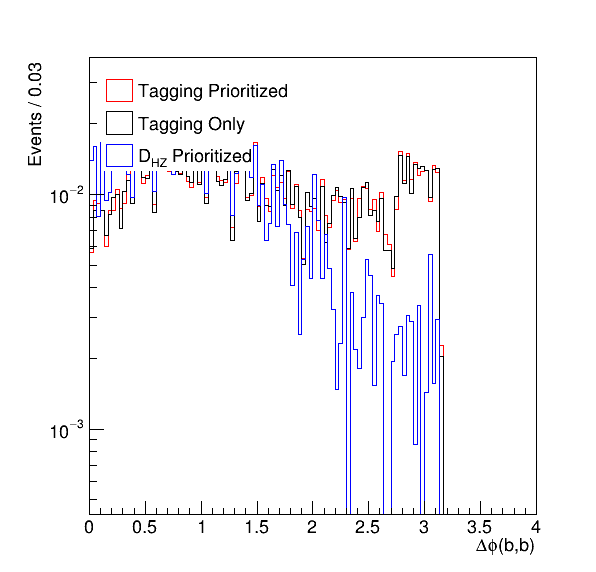 Events / 0.03
Tagging Prioritized
Tagging Only
D_HZ Prioritized
10^−2
10^−3
0 0.5 1 1.5 2 2.5 3 3.5 4
Δϕ(b,b)